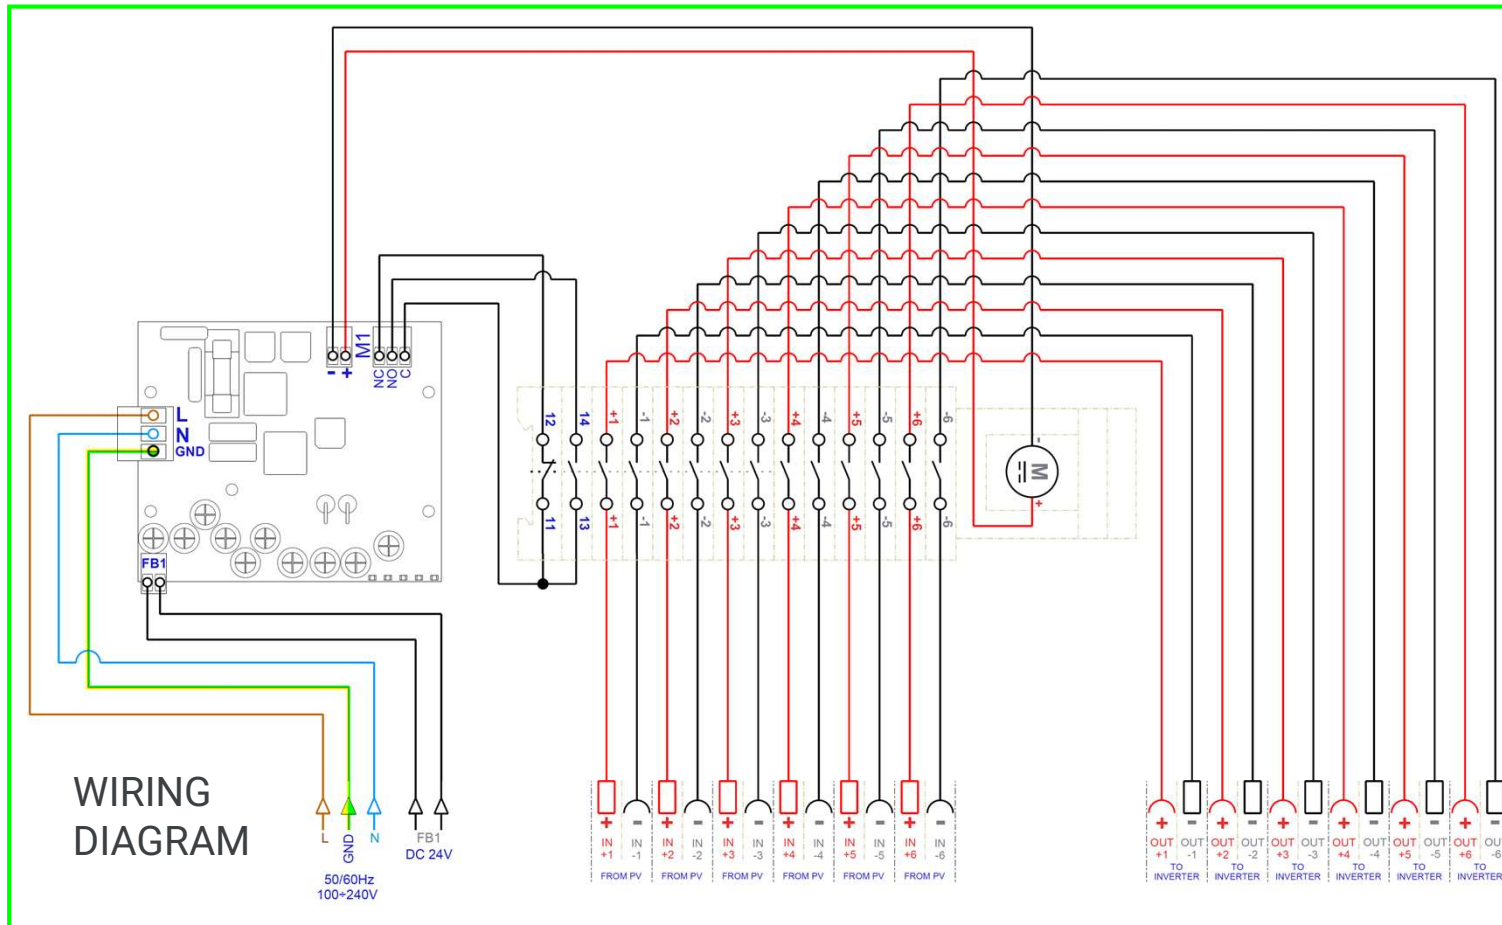 M1
- +
NC NO C
L
N
GND
12 14 +1 -1 +2 -2 +3 -3 +4 -4 +5 -5 +6 -6
-
M
+
11 13 +1 -1 +2 -2 +3 -3 +4 -4 +5 -5 +6 -6
FB1
WIRING
DIAGRAM
L GND N
FB1
DC 24V
50/60Hz
100÷240V
+ - + - + - + - + - + -
IN IN IN IN IN IN IN IN IN IN IN IN
+1 -1 +2 -2 +3 -3 +4 -4 +5 -5 +6 -6
FROM PV FROM PV FROM PV FROM PV FROM PV FROM PV
+ - + - + - + - + - + -
OUT OUT OUT OUT OUT OUT OUT OUT OUT OUT OUT OUT
+1 -1 +2 -2 +3 -3 +4 -4 +5 -5 +6 -6
TO TO TO TO TO TO
INVERTER INVERTER INVERTER INVERTER INVERTER INVERTER